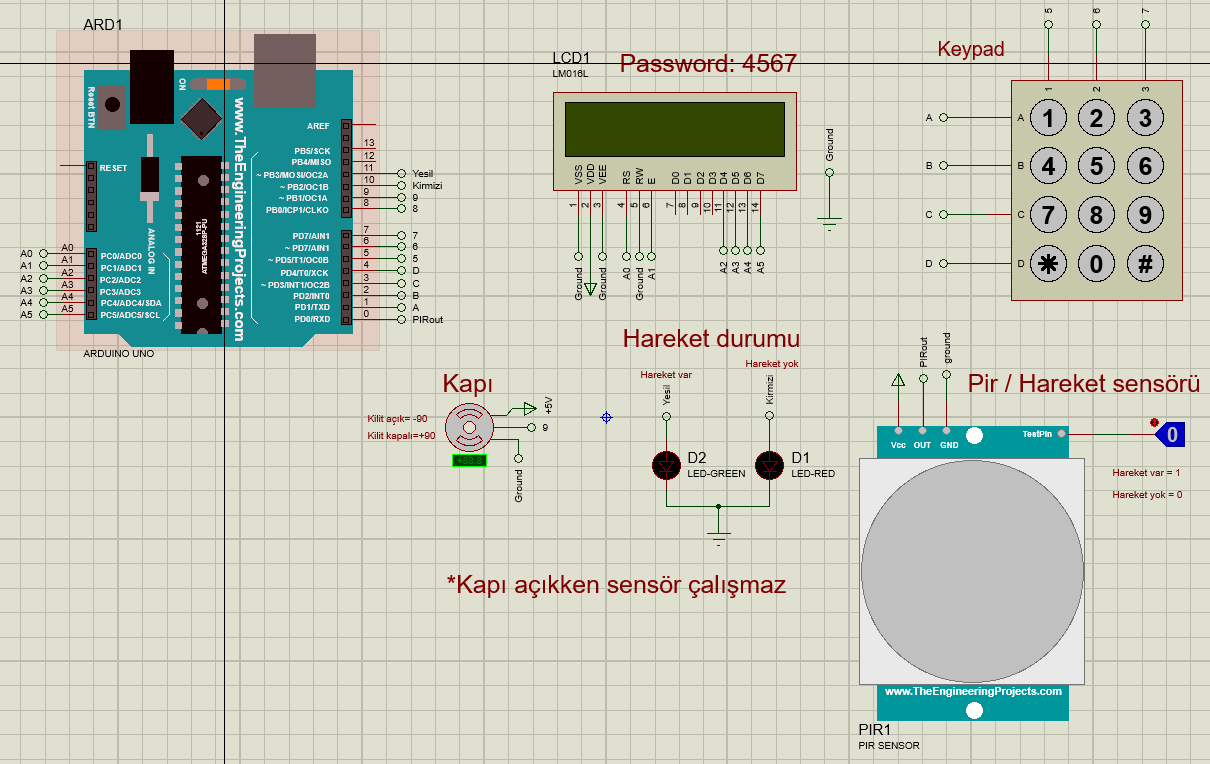 ARD1
Reset BTN
ON
www.TheEngineeringProjects.com
RESET
AREF
PB5/SCK 13
PB4/MISO 12
~ PB3/MOSI/OC2A 11 Yesil
~ PB2/OC1B 10 Kirmizi
~ PB1/OC1A 9 9
PB0/ICP1/CLKO 8 8
PD7/AIN1 7 7
~ PD7/AIN1 6 6
~ PD5/T1/OC0B 5 5
PD4/T0/XCK 4 D
~ PD3/INT1/OC2B 3 C
PD2/INT0 2 B
PD1/TXD 1 A
PD0/RXD 0 PIRout
ANALOG IN
ATMEGA328P-PU
1121
A0 A0 PC0/ADC0
A1 A1 PC1/ADC1
A2 A2 PC2/ADC2
A3 A3 PC3/ADC3
A4 A4 PC4/ADC4/SDA
A5 A5 PC5/ADC5/SCL
ARDUINO UNO
LCD1
LM016L
Password: 4567
VSS VDD VEE RS RW E D0 D1 D2 D3 D4 D5 D6 D7
1 2 3 4 5 6 7 8 9 10 11 12 13 14
Ground Ground A0 Ground A1 A2 A3 A4 A5
Ground
Keypad
5 6 7
1 2 3
A A 1 2 3
B B 4 5 6
C C 7 8 9
D D * 0 #
Hareket durumu
Hareket var
Hareket yok
Yesil
Kirmizi
D2
LED-GREEN
D1
LED-RED
Kapı
Kilit açık= -90
Kilit kapalı=+90
+5V
9
Ground
*Kapı açıkken sensör çalışmaz
Pir / Hareket sensörü
PIRout
ground
Vcc OUT GND
TestPin
0
Hareket var = 1
Hareket yok = 0
www.TheEngineeringProjects.com
PIR1
PIR SENSOR